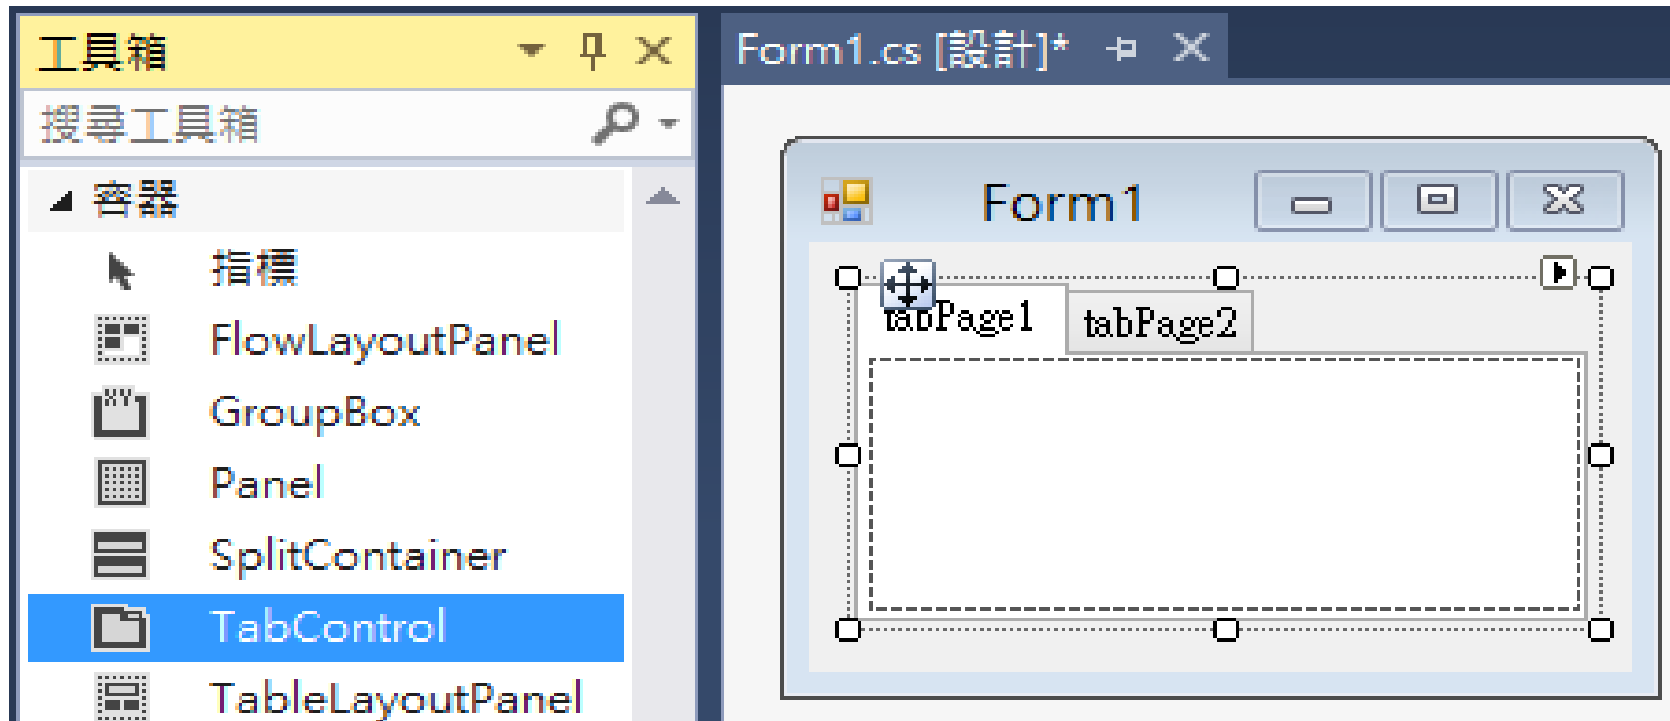 工具箱
搜尋工具箱
容器
指標
FlowLayoutPanel
GroupBox
Panel
SplitContainer
TabControl
TableLayoutPanel
Form1.cs [設計]*
Form1
tabPage1
tabPage2